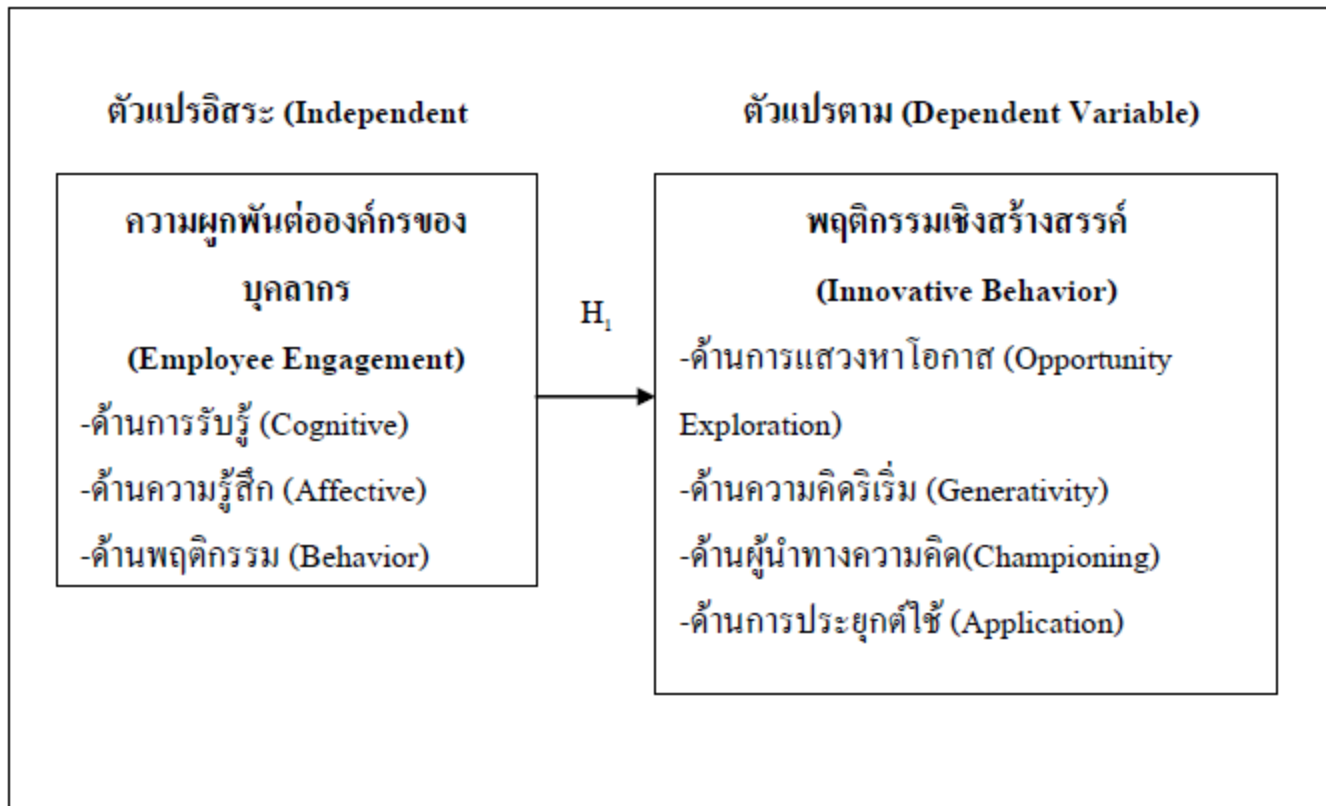 ตัวแปรอิสระ (Independent
ตัวแปรตาม (Dependent Variable)
ความผูกพันต่อองค์กรของ
บุคลากร
(Employee Engagement)
-ด้านการรับรู้ (Cognitive)
-ด้านความรู้สึก (Affective)
-ด้านพฤติกรรม (Behavior)
H₁
พฤติกรรมเชิงสร้างสรรค์
(Innovative Behavior)
-ด้านการแสวงหาโอกาส (Opportunity
Exploration)
-ด้านความคิดริเริ่ม (Generativity)
-ด้านผู้นำทางความคิด(Championing)
-ด้านการประยุกต์ใช้ (Application)